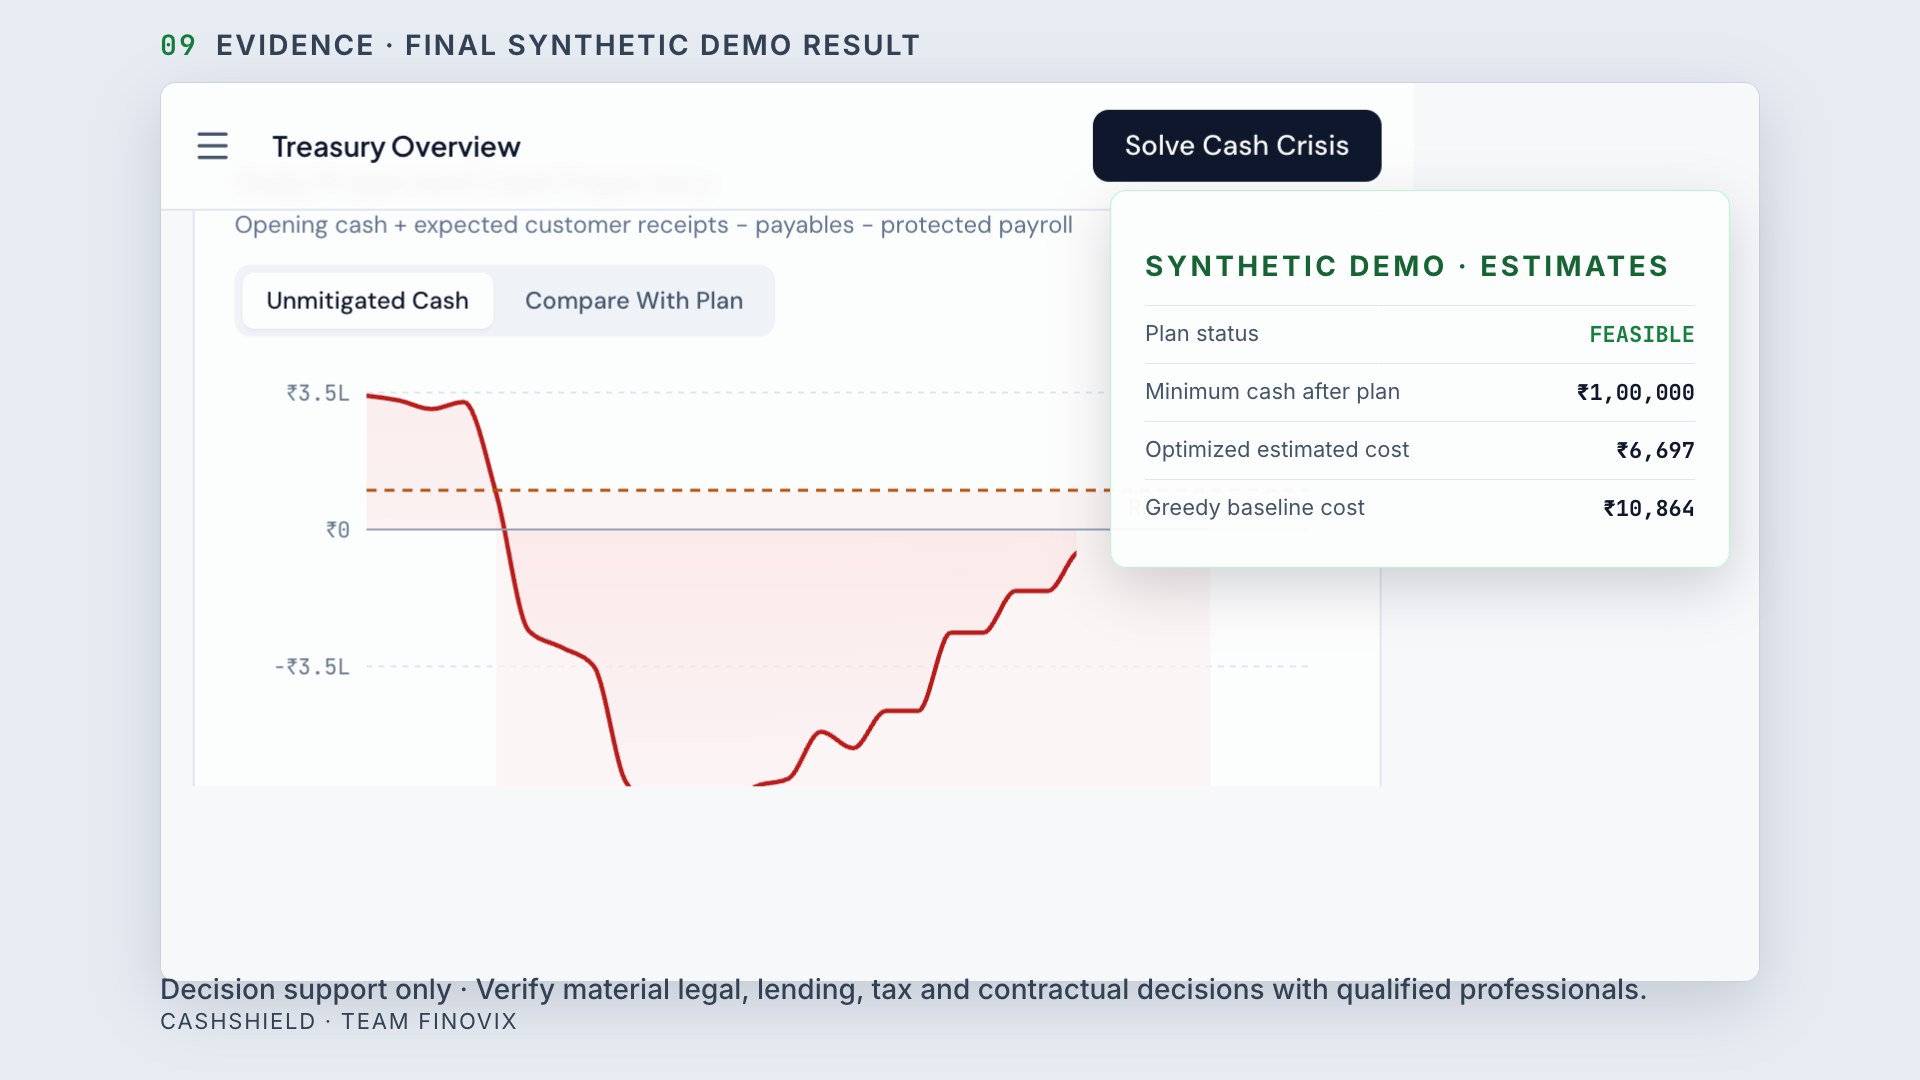 09 EVIDENCE · FINAL SYNTHETIC DEMO RESULT
Treasury Overview
Solve Cash Crisis
Opening cash + expected customer receipts − payables − protected payroll
Unmitigated Cash
Compare With Plan
₹3.5L
₹0
-₹3.5L
SYNTHETIC DEMO · ESTIMATES
Plan status FEASIBLE
Minimum cash after plan ₹1,00,000
Optimized estimated cost ₹6,697
Greedy baseline cost ₹10,864
Decision support only · Verify material legal, lending, tax and contractual decisions with qualified professionals.
CASHSHIELD · TEAM FINOVIX